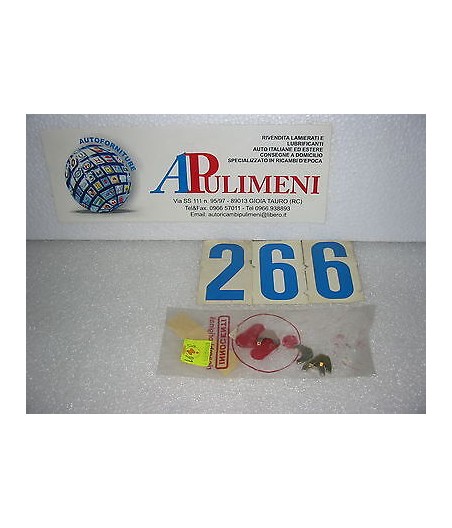 AUTOFORNITURE
RIVENDITA LAMIERATI E
LUBRIFICANTI
AUTO ITALIANE ED ESTERE
CONSEGNE A DOMICILIO
SPECIALIZZATO IN RICAMBI D'EPOCA
APULIMENI
Via SS 111 n. 95/97 - 89013 GIOIA TAURO (RC)
Tel&Fax. 0966 57011 - Tel 0966.938893
Email: autoricambipulimeni@libero.it
266
INNOCENTI